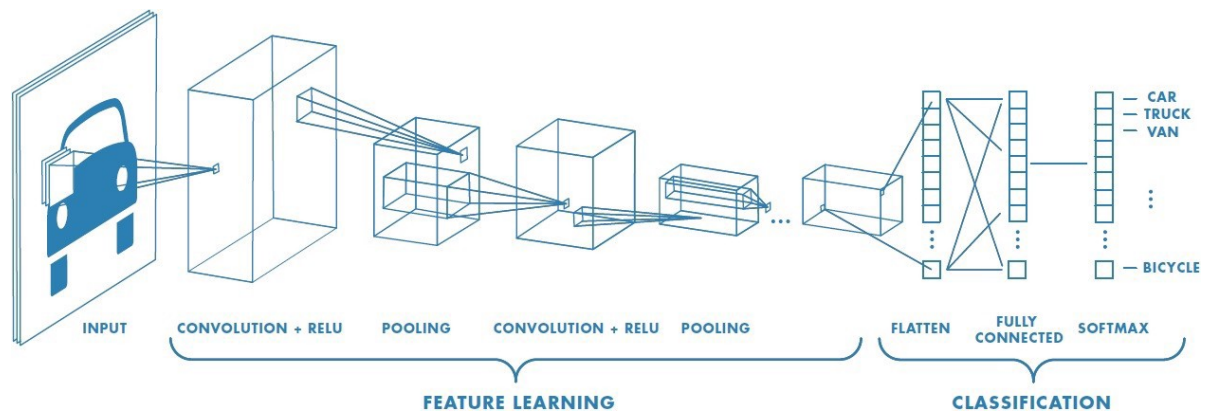 CAR
TRUCK
VAN
BICYCLE
INPUT
CONVOLUTION + RELU
POOLING
CONVOLUTION + RELU
POOLING
FLATTEN
FULLY
CONNECTED
SOFTMAX
FEATURE LEARNING
CLASSIFICATION